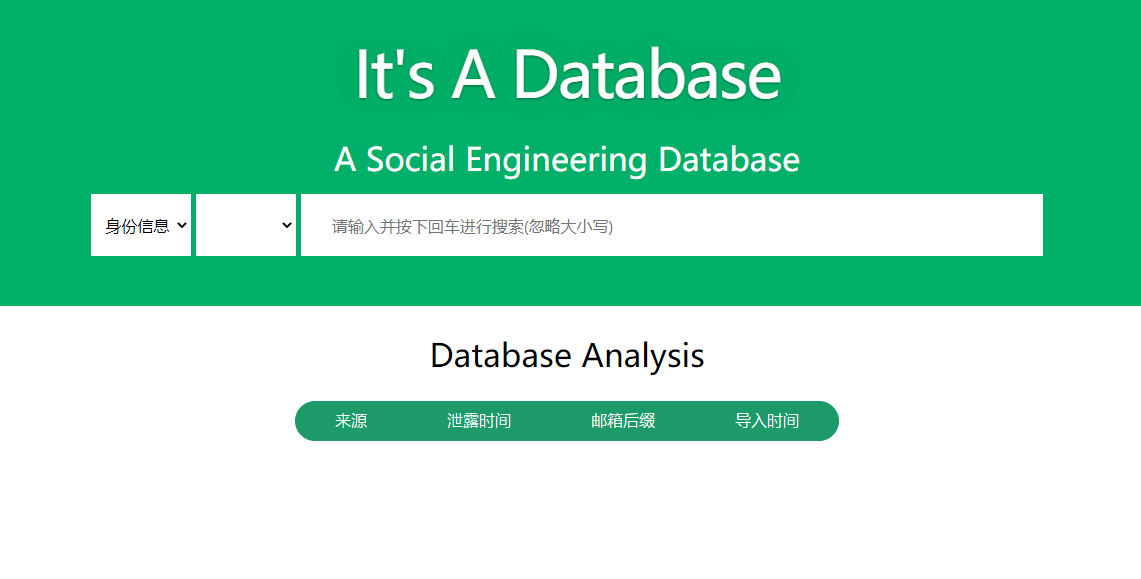 It's A Database
A Social Engineering Database
身份信息 请输入并按下回车进行搜索(忽略大小写)
Database Analysis
来源 泄露时间 邮箱后缀 导入时间